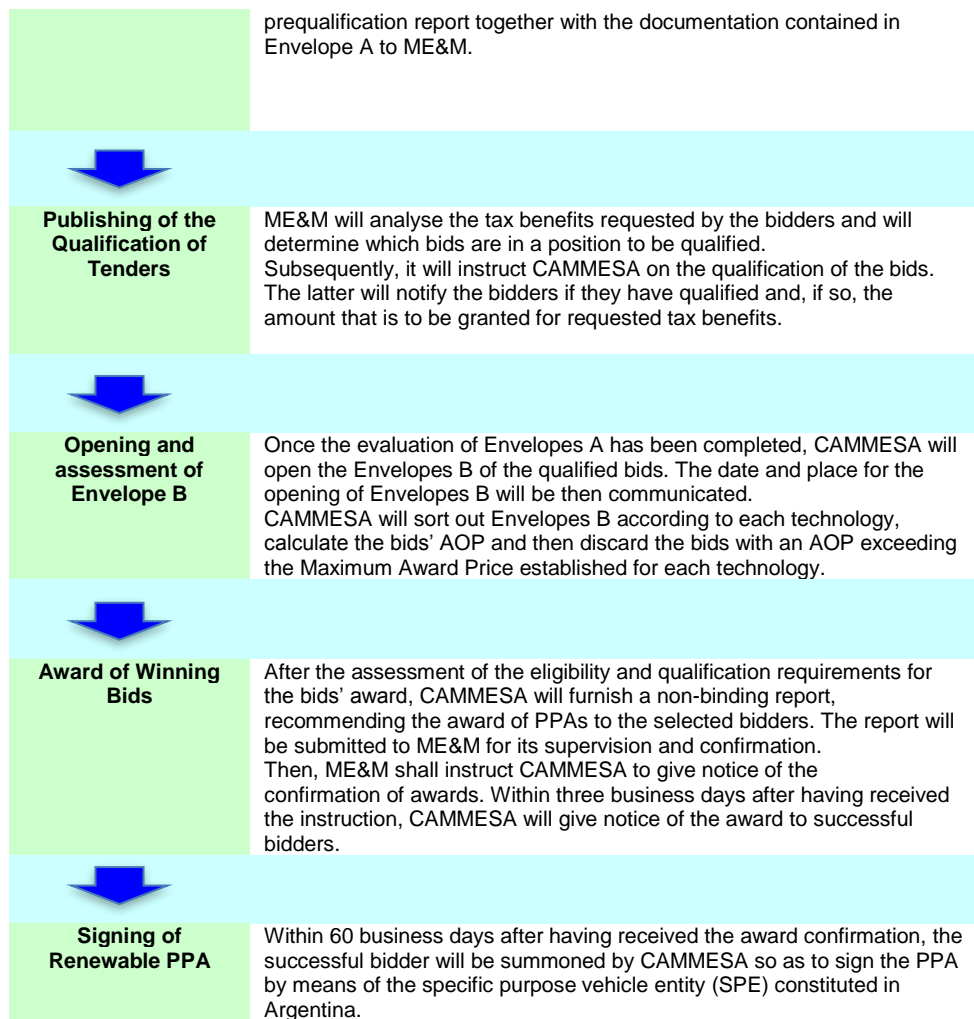 prequalification report together with the documentation contained in
Envelope A to ME&M.
Publishing of the
Qualification of
Tenders
ME&M will analyse the tax benefits requested by the bidders and will
determine which bids are in a position to be qualified.
Subsequently, it will instruct CAMMESA on the qualification of the bids.
The latter will notify the bidders if they have qualified and, if so, the
amount that is to be granted for requested tax benefits.
Opening and
assessment of
Envelope B
Once the evaluation of Envelopes A has been completed, CAMMESA will
open the Envelopes B of the qualified bids. The date and place for the
opening of Envelopes B will be then communicated.
CAMMESA will sort out Envelopes B according to each technology,
calculate the bids' AOP and then discard the bids with an AOP exceeding
the Maximum Award Price established for each technology.
Award of Winning
Bids
After the assessment of the eligibility and qualification requirements for
the bids' award, CAMMESA will furnish a non-binding report,
recommending the award of PPAs to the selected bidders. The report will
be submitted to ME&M for its supervision and confirmation.
Then, ME&M shall instruct CAMMESA to give notice of the
confirmation of awards. Within three business days after having received
the instruction, CAMMESA will give notice of the award to successful
bidders.
Signing of
Renewable PPA
Within 60 business days after having received the award confirmation, the
successful bidder will be summoned by CAMMESA so as to sign the PPA
by means of the specific purpose vehicle entity (SPE) constituted in
Argentina.